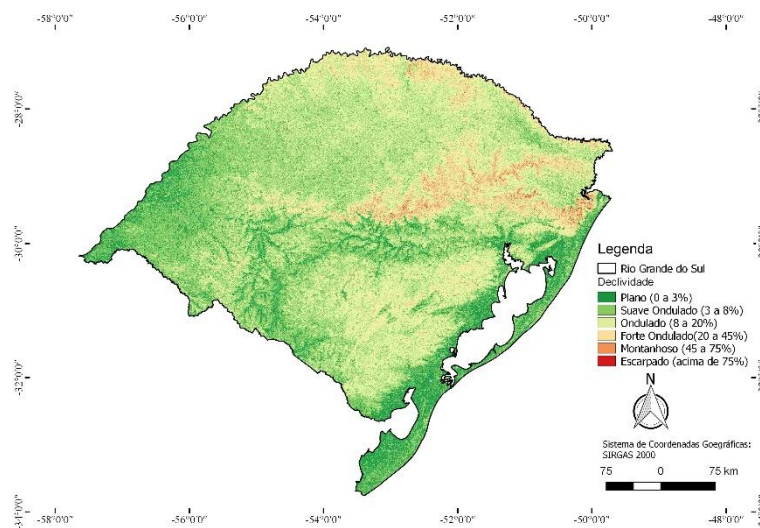 -58°0'0" -56°0'0" -54°0'0" -52°0'0" -50°0'0" -48°0'0"
-28°0'0"
-30°0'0"
-32°0'0"
Legenda
Rio Grande do Sul
Declividade
Plano (0 a 3%)
Suave Ondulado (3 a 8%)
Ondulado (8 a 20%)
Forte Ondulado(20 a 45%)
Montanhoso (45 a 75%)
Escarpado (acima de 75%)
N
Sistema de Coordenadas Goegráficas:
SIRGAS 2000
75 0 75 km
-58°0'0" -56°0'0" -54°0'0" -52°0'0" -50°0'0" -48°0'0"